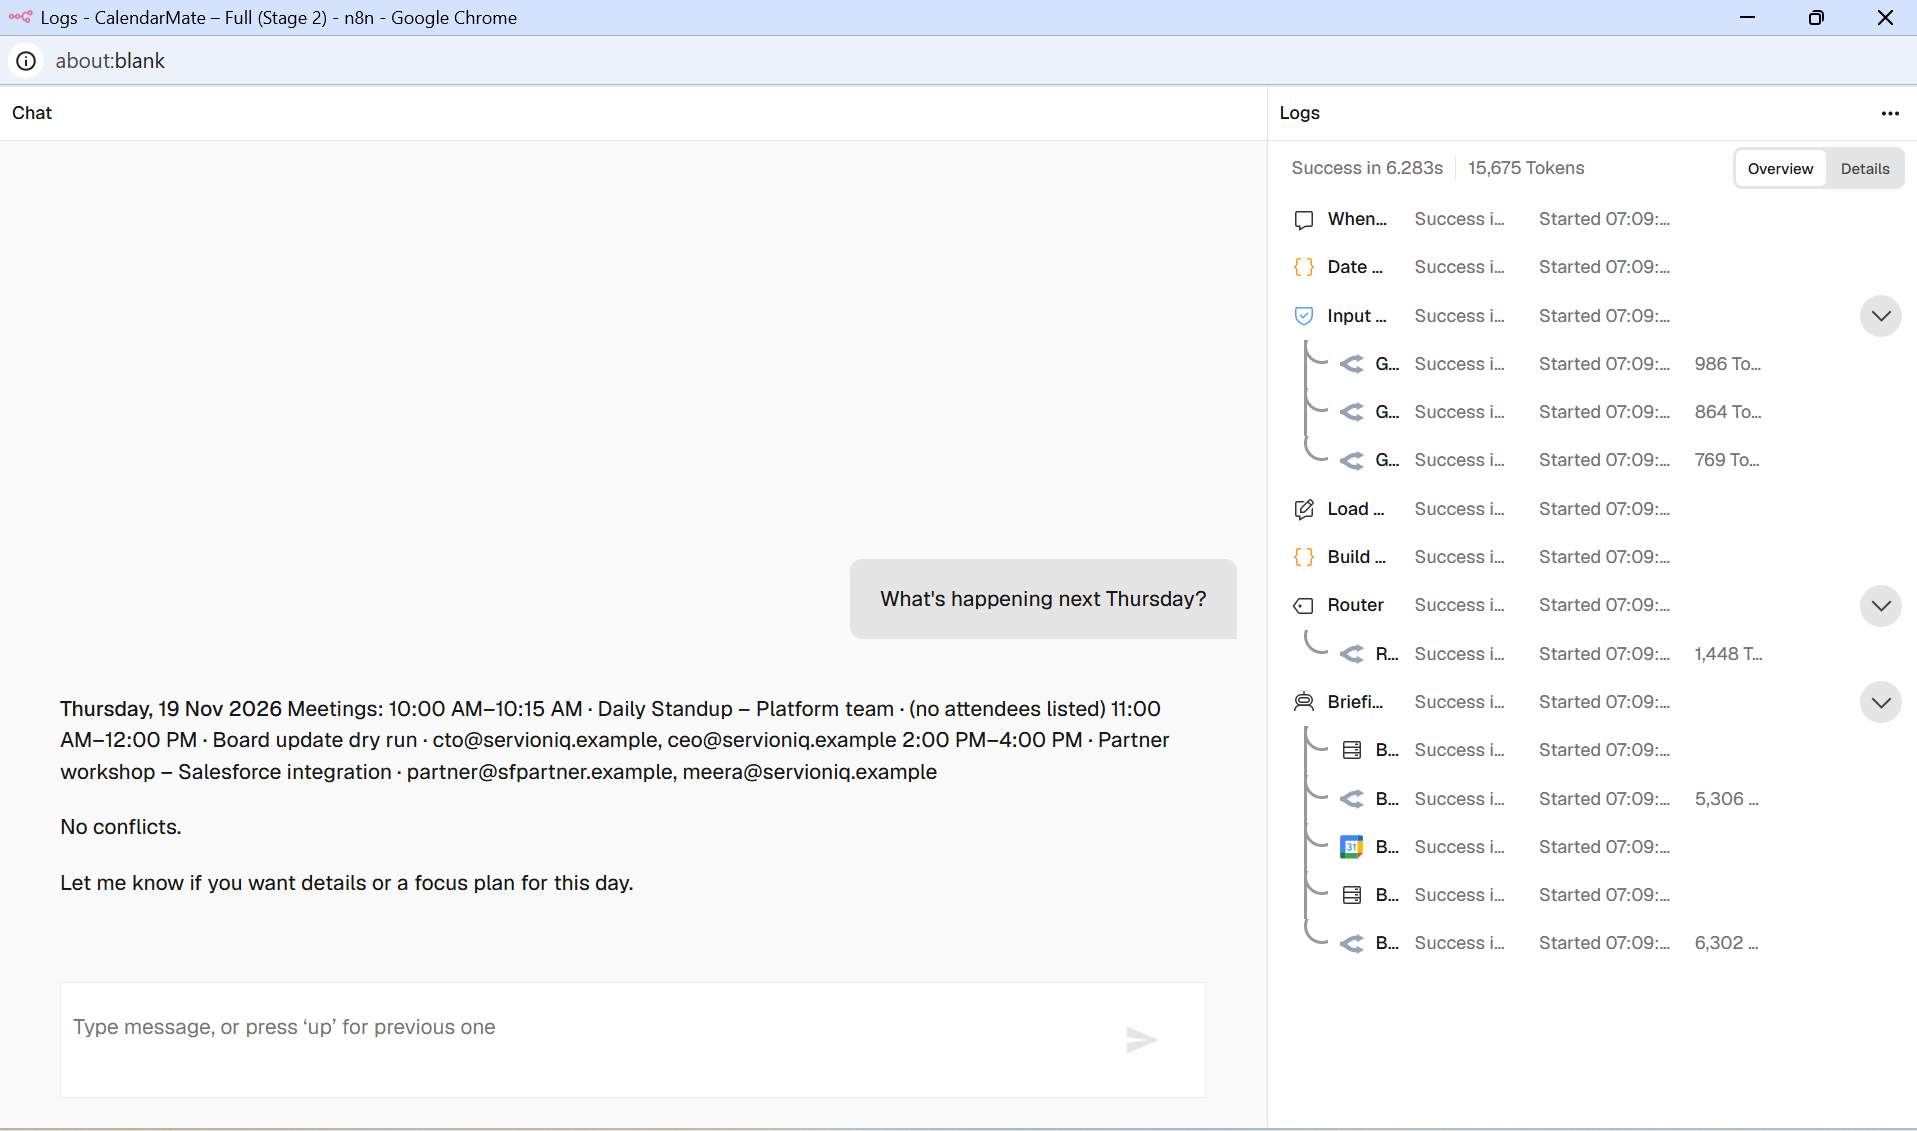 Logs - CalendarMate – Full (Stage 2) - n8n - Google Chrome
about:blank
Chat
What's happening next Thursday?
Thursday, 19 Nov 2026 Meetings: 10:00 AM–10:15 AM · Daily Standup – Platform team · (no attendees listed) 11:00
AM–12:00 PM · Board update dry run · cto@servioniq.example, ceo@servioniq.example 2:00 PM–4:00 PM · Partner
workshop – Salesforce integration · partner@sfpartner.example, meera@servioniq.example
No conflicts.
Let me know if you want details or a focus plan for this day.
Type message, or press ‘up’ for previous one
Logs
Success in 6.283s 15,675 Tokens Overview Details
When... Success i... Started 07:09:...
Date ... Success i... Started 07:09:...
Input ... Success i... Started 07:09:...
G... Success i... Started 07:09:... 986 To...
G... Success i... Started 07:09:... 864 To...
G... Success i... Started 07:09:... 769 To...
Load ... Success i... Started 07:09:...
Build ... Success i... Started 07:09:...
Router Success i... Started 07:09:...
R... Success i... Started 07:09:... 1,448 T...
Briefi... Success i... Started 07:09:...
B... Success i... Started 07:09:...
B... Success i... Started 07:09:... 5,306 ...
31 B... Success i... Started 07:09:...
B... Success i... Started 07:09:...
B... Success i... Started 07:09:... 6,302 ...